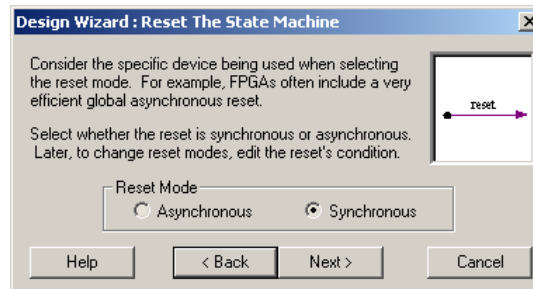 Design Wizard : Reset The State Machine
Consider the specific device being used when selecting
the reset mode. For example, FPGAs often include a very
efficient global asynchronous reset.
reset
Select whether the reset is synchronous or asynchronous.
Later, to change reset modes, edit the reset's condition.
Reset Mode
Asynchronous Synchronous
Help < Back Next > Cancel